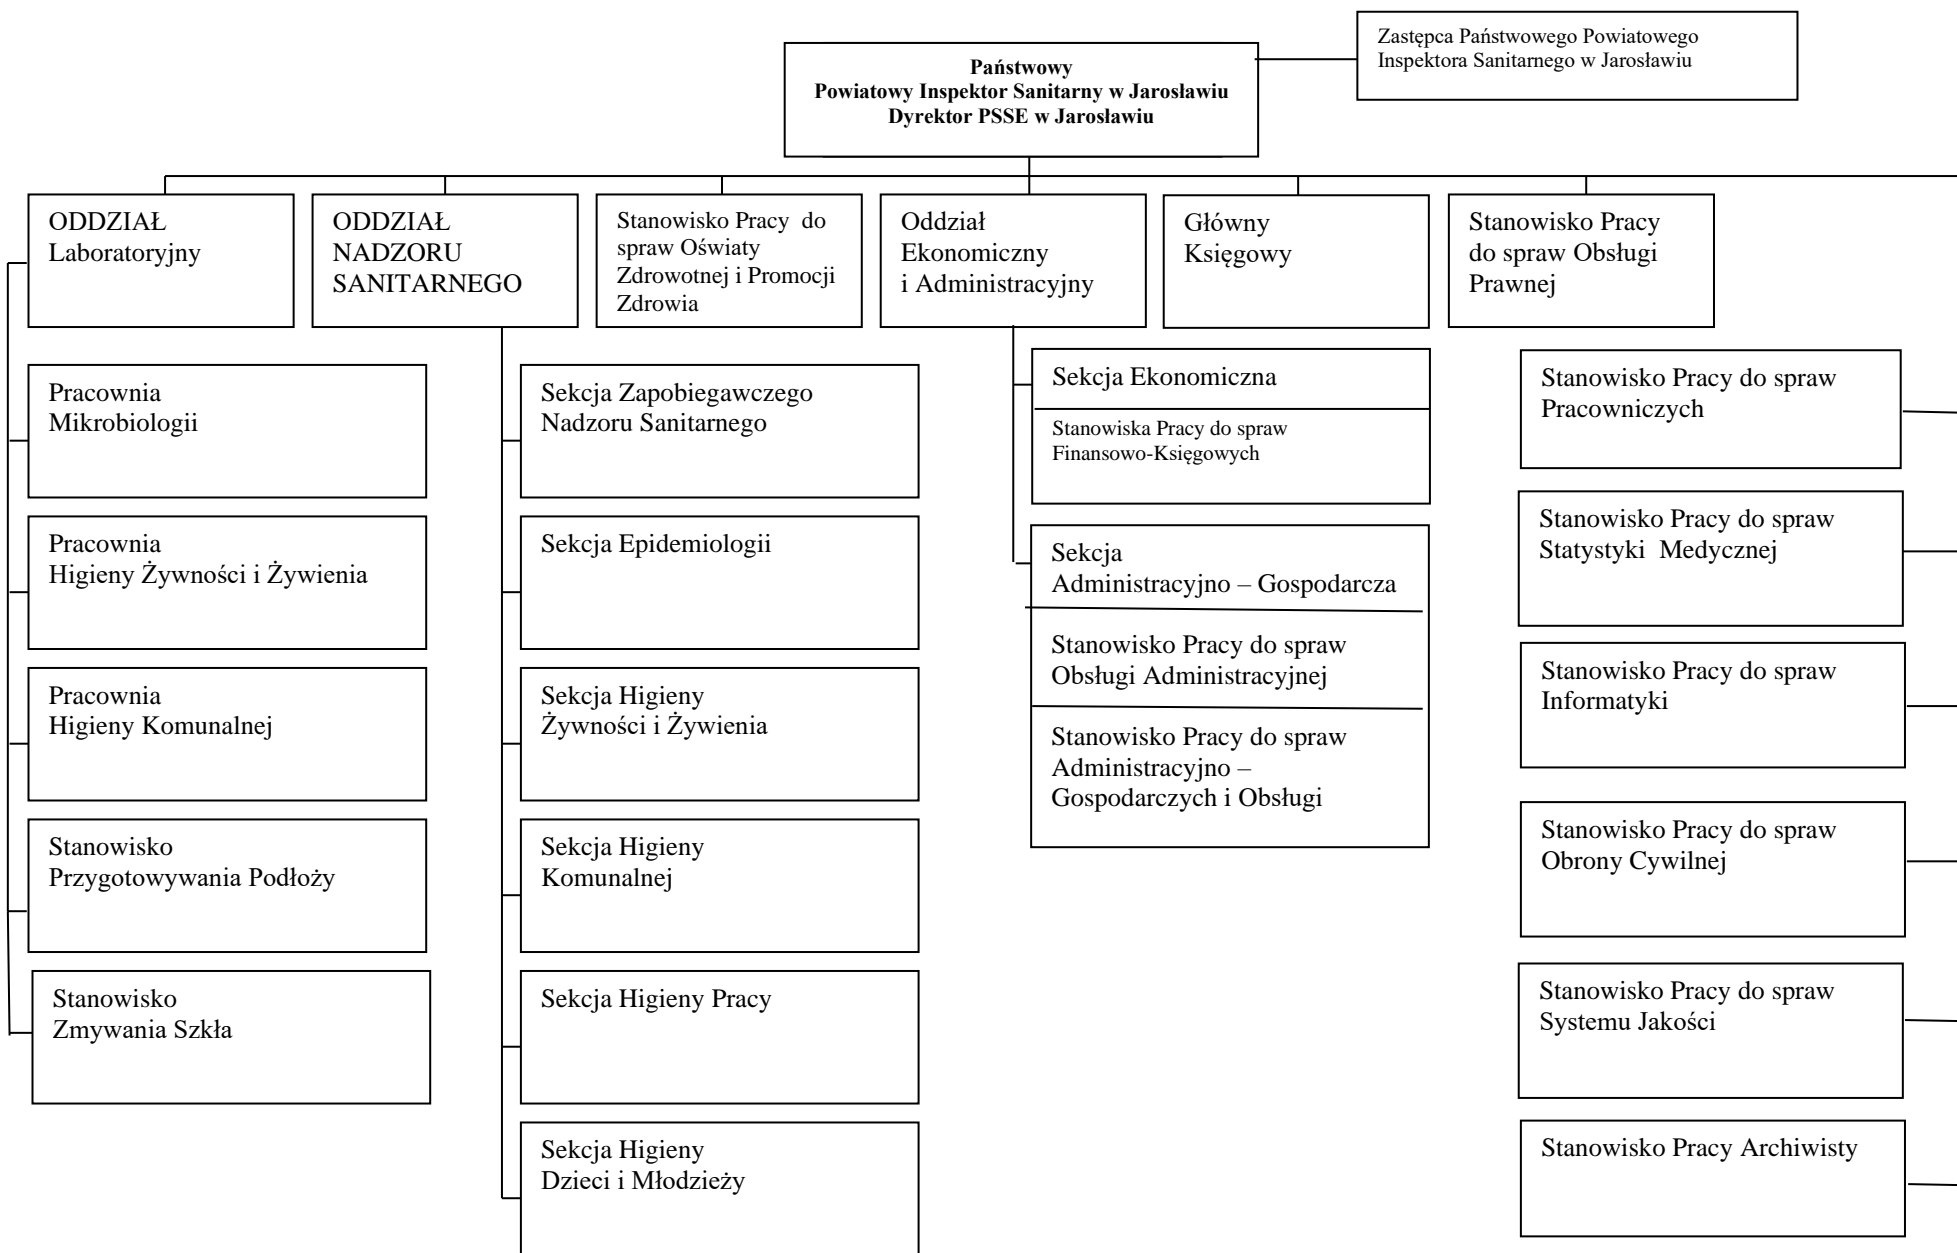 Zastępca Państwowego Powiatowego
Inspektora Sanitarnego w Jarosławiu
Państwowy
Powiatowy Inspektor Sanitarny w Jarosławiu
Dyrektor PSSE w Jarosławiu
ODDZIAŁ
Laboratoryjny
ODDZIAŁ
NADZORU
SANITARNEGO
Stanowisko Pracy do
spraw Oświaty
Zdrowotnej i Promocji
Zdrowia
Oddział
Ekonomiczny
i Administracyjny
Główny
Księgowy
Stanowisko Pracy
do spraw Obsługi
Prawnej
Pracownia
Mikrobiologii
Pracownia
Higieny Żywności i Żywienia
Pracownia
Higieny Komunalnej
Stanowisko
Przygotowywania Podłoży
Stanowisko
Zmywania Szkła
Sekcja Zapobiegawczego
Nadzoru Sanitarnego
Sekcja Epidemiologii
Sekcja Higieny
Żywności i Żywienia
Sekcja Higieny
Komunalnej
Sekcja Higieny Pracy
Sekcja Higieny
Dzieci i Młodzieży
Sekcja Ekonomiczna
Stanowiska Pracy do spraw
Finansowo-Księgowych
Sekcja
Administracyjno – Gospodarcza
Stanowisko Pracy do spraw
Obsługi Administracyjnej
Stanowisko Pracy do spraw
Administracyjno –
Gospodarczych i Obsługi
Stanowisko Pracy do spraw
Pracowniczych
Stanowisko Pracy do spraw
Statystyki Medycznej
Stanowisko Pracy do spraw
Informatyki
Stanowisko Pracy do spraw
Obrony Cywilnej
Stanowisko Pracy do spraw
Systemu Jakości
Stanowisko Pracy Archiwisty